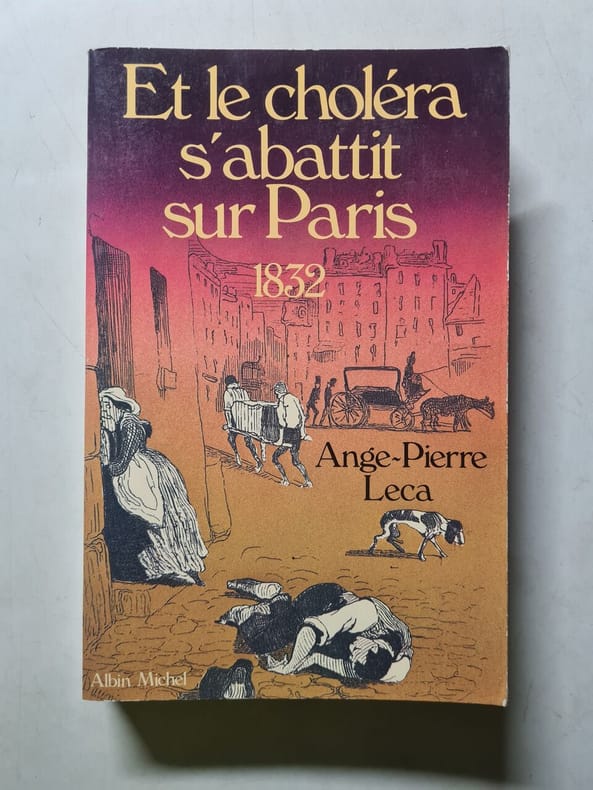 Et le choléra
s'abattit
sur Paris
1832
Ange-Pierre
Leca
Albin Michel